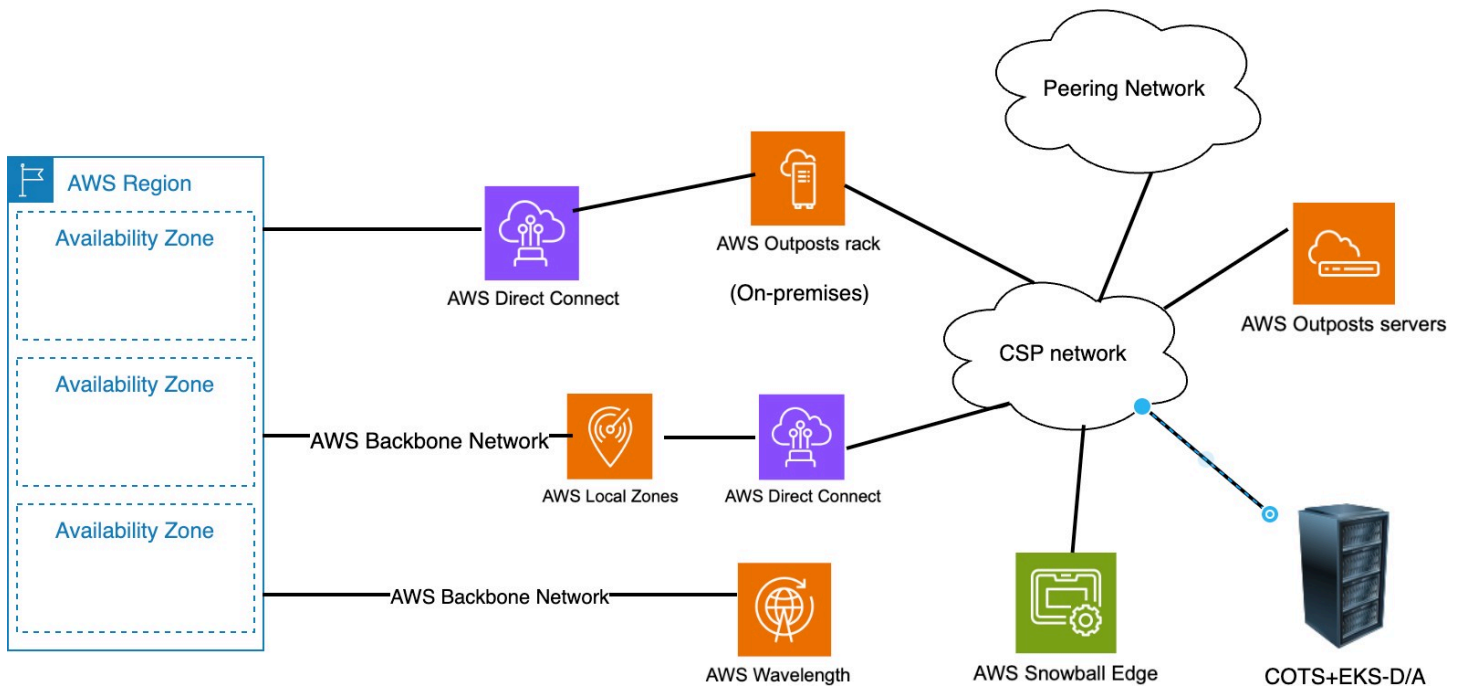 Peering Network
AWS Region
Availability Zone
AWS Direct Connect
AWS Outposts rack
(On-premises)
CSP network
AWS Outposts servers
Availability Zone
AWS Backbone Network
AWS Local Zones
AWS Direct Connect
Availability Zone
AWS Backbone Network
AWS Wavelength
AWS Snowball Edge
COTS+EKS-D/A